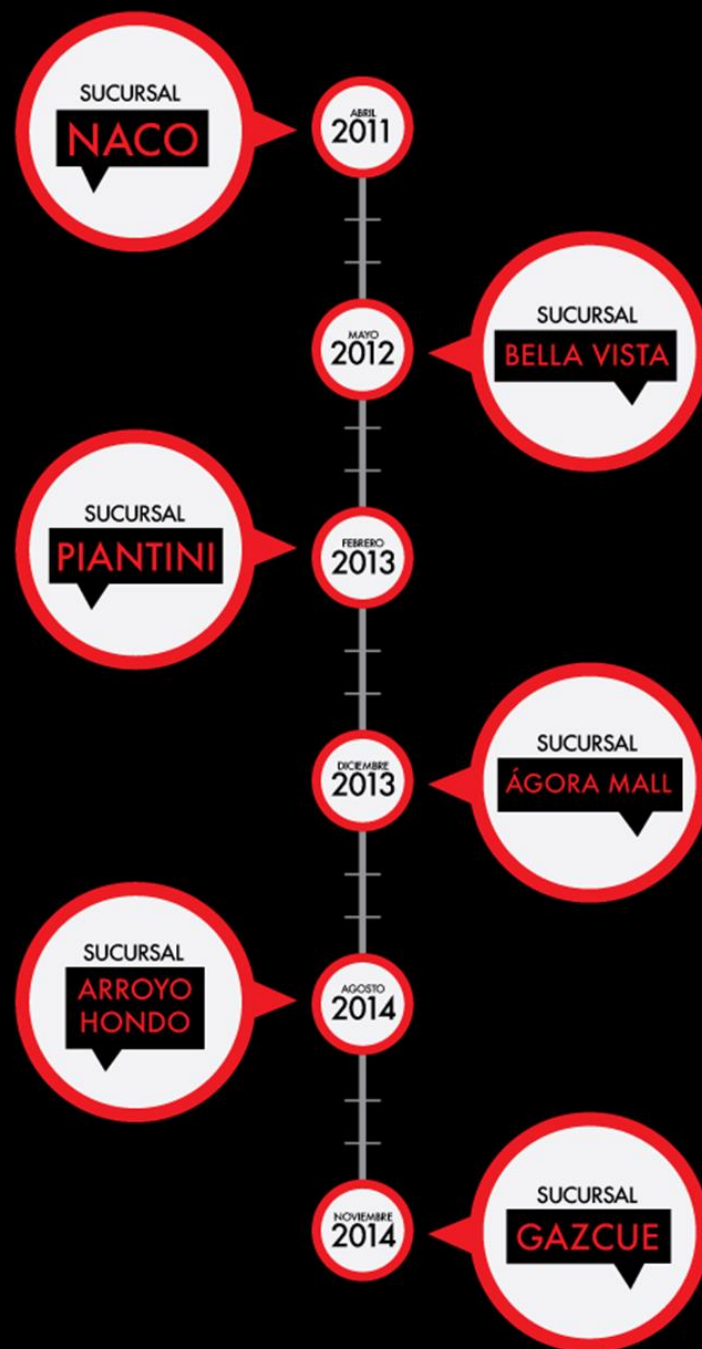 SUCURSAL
NACO
ABRIL
2011
MAYO
2012
SUCURSAL
BELLA VISTA
SUCURSAL
PIANTINI
FEBRERO
2013
DICIEMBRE
2013
SUCURSAL
ÁGORA MALL
SUCURSAL
ARROYO
HONDO
AGOSTO
2014
NOVIEMBRE
2014
SUCURSAL
GAZCUE